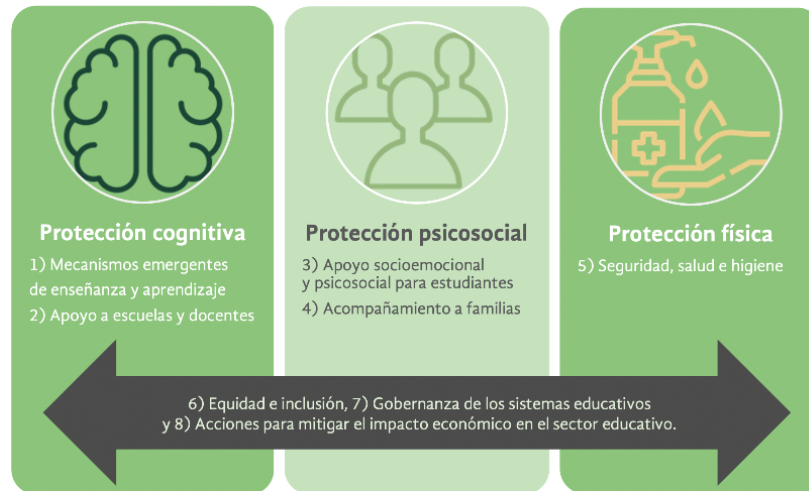 Protección cognitiva
1) Mecanismos emergentes
de enseñanza y aprendizaje
2) Apoyo a escuelas y docentes
Protección psicosocial
3) Apoyo socioemocional
y psicosocial para estudiantes
4) Acompañamiento a familias
Protección física
5) Seguridad, salud e higiene
6) Equidad e inclusión, 7) Gobernanza de los sistemas educativos
y 8) Acciones para mitigar el impacto económico en el sector educativo.